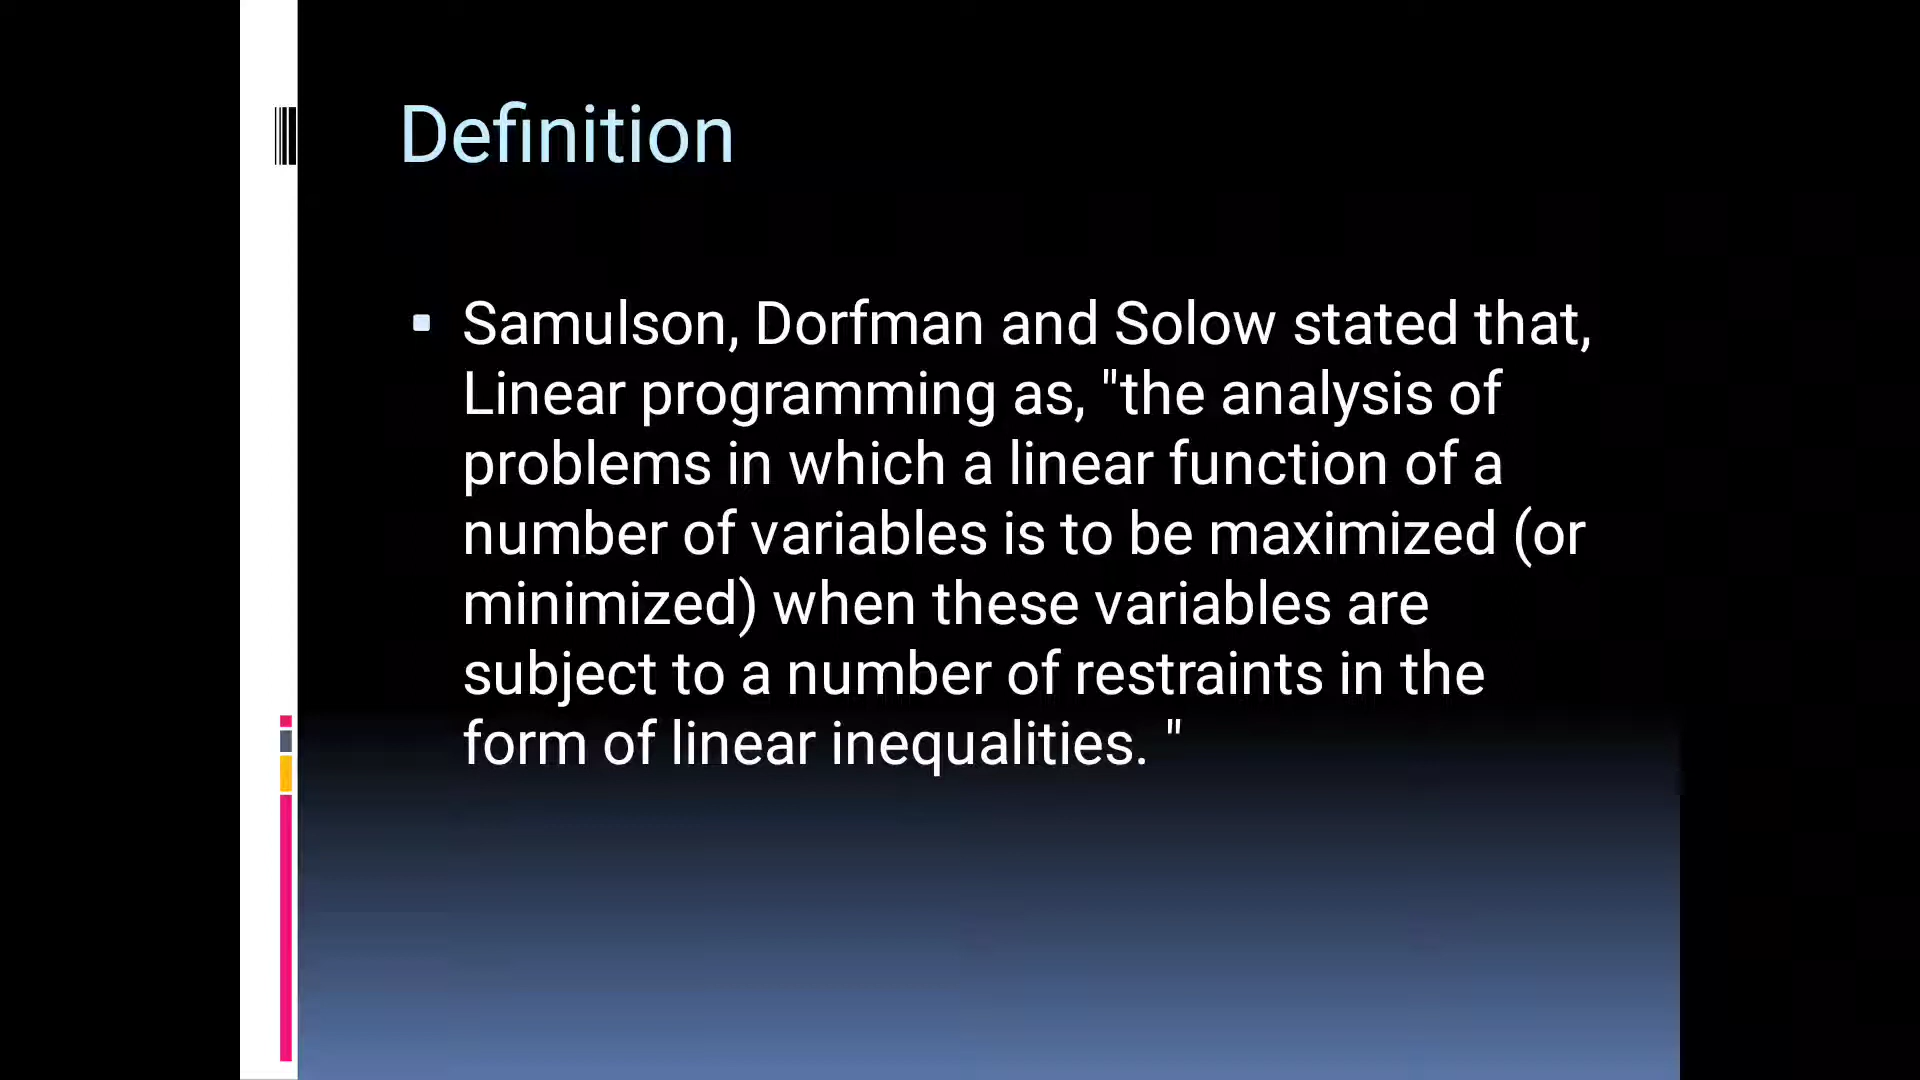 Definition
▪ Samulson, Dorfman and Solow stated that,
Linear programming as, "the analysis of
problems in which a linear function of a
number of variables is to be maximized (or
minimized) when these variables are
subject to a number of restraints in the
form of linear inequalities. "